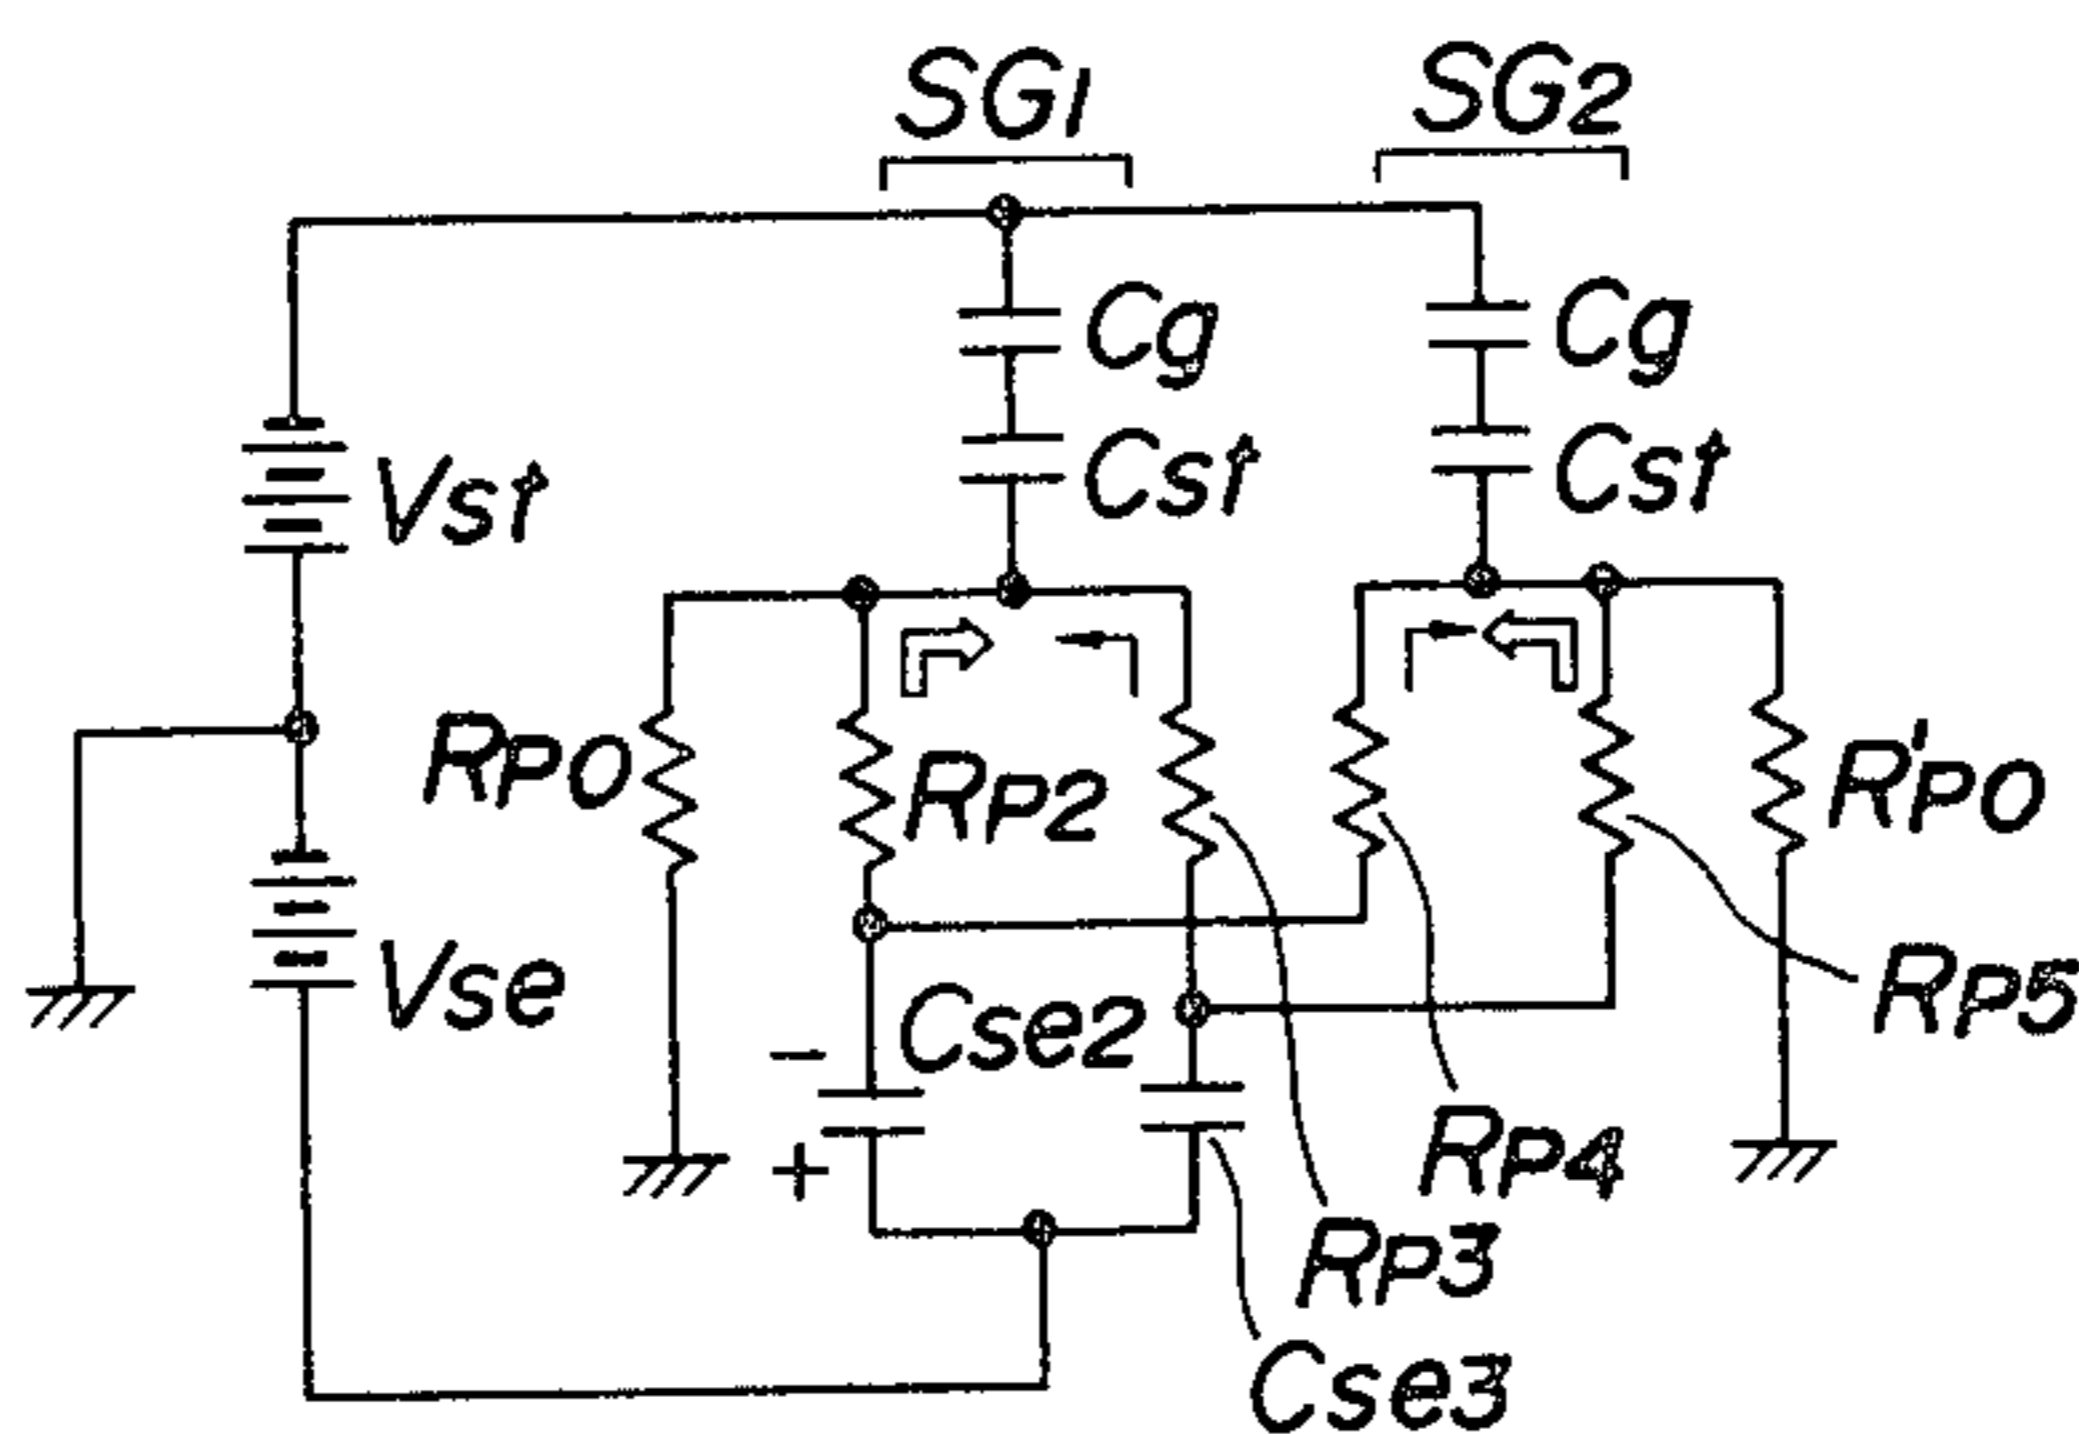 SG1
SG2
Cg
Cg
Cst
Cst
Vst
RP0
RP2
R'P0
Vse
Cse2
RP5
−
+
RP4
RP3
Cse3